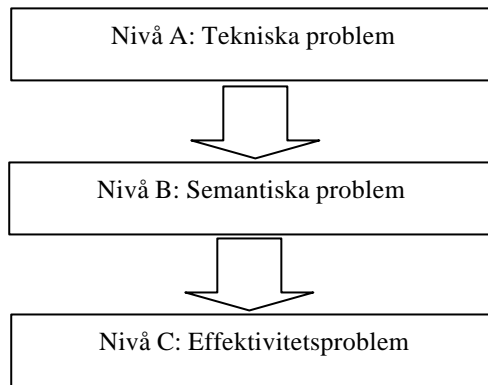 Nivå A: Tekniska problem
Nivå B: Semantiska problem
Nivå C: Effektivitetsproblem